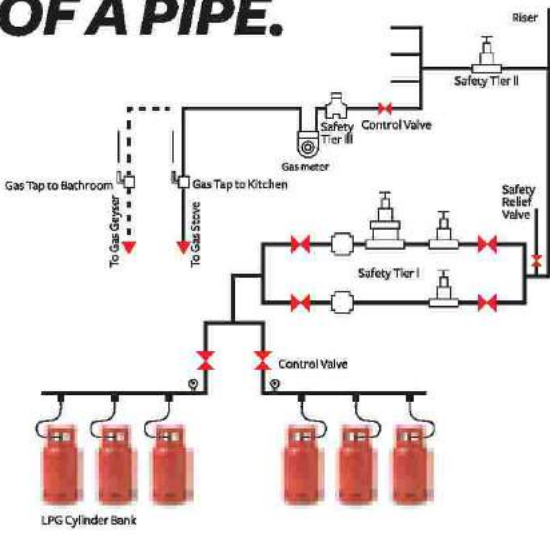 OF A PIPE.
Riser
Safety Tier II
Safety
Tier III
Control Valve
Gas meter
Gas Tap to Bathroom
Gas Tap to Kitchen
To Gas Geyser
To Gas Stove
Safety
Relief
Valve
Safety Tier I
Control Valve
LPG Cylinder Bank